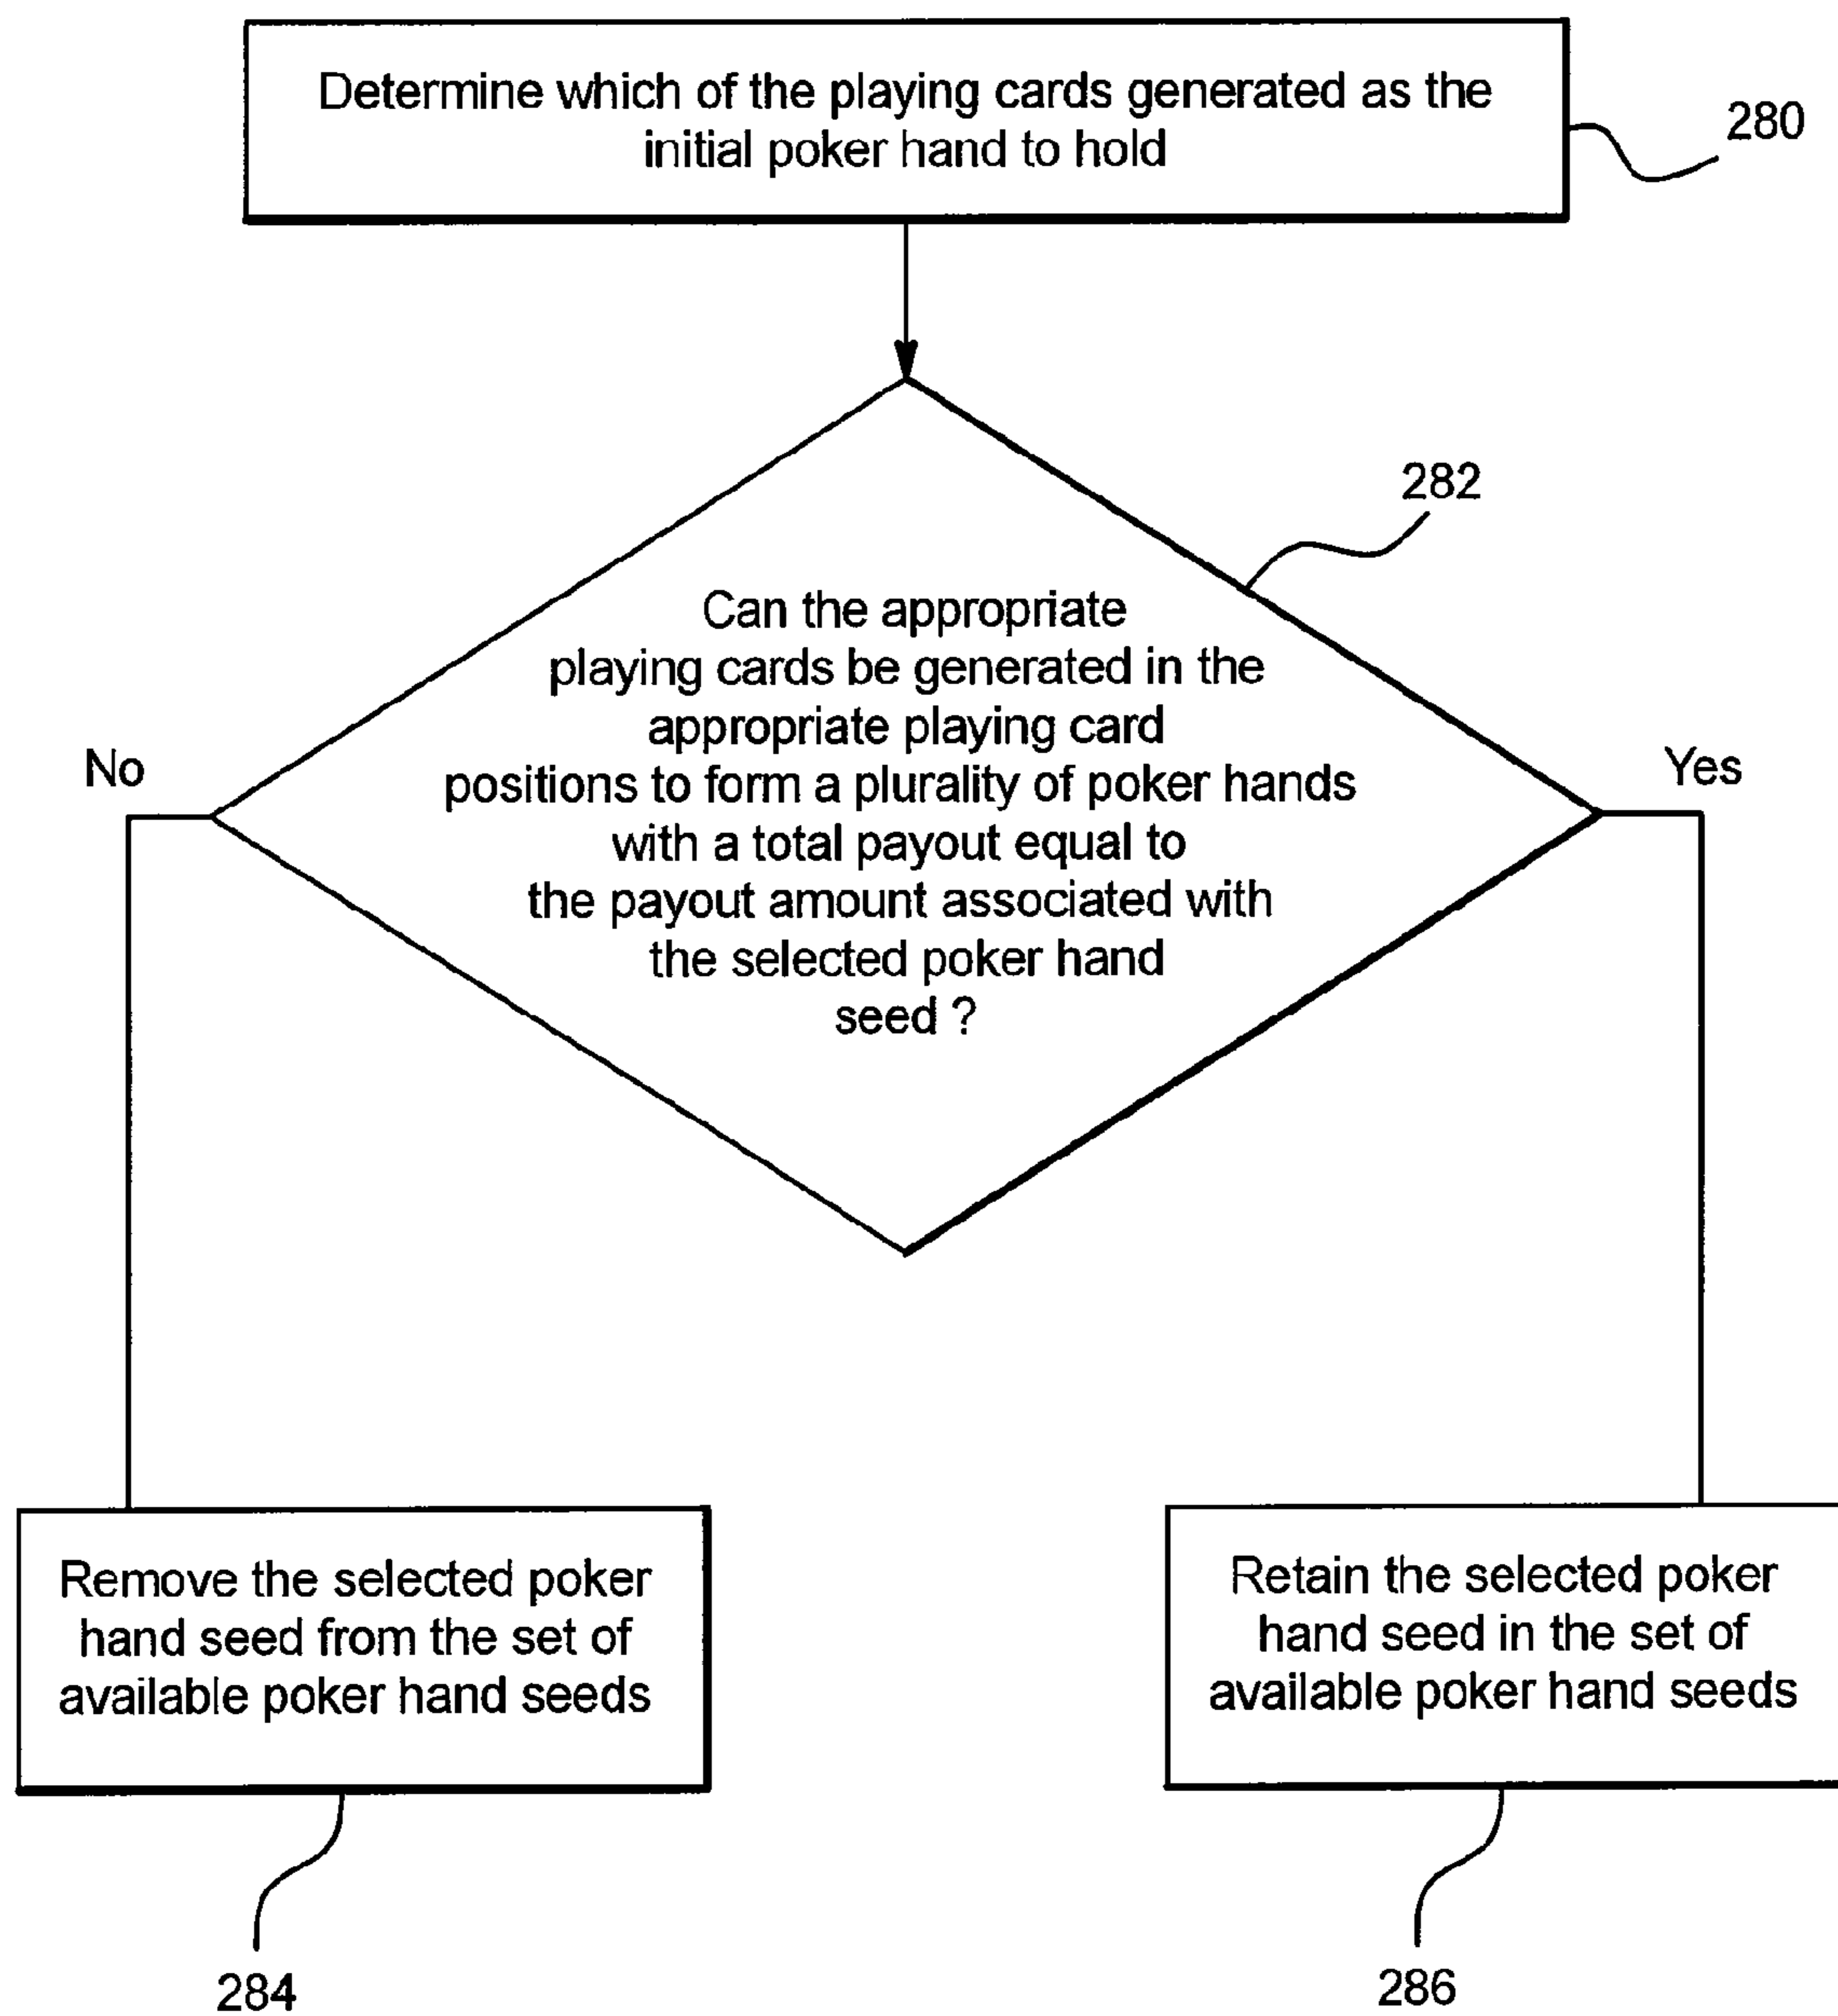 Determine which of the playing cards generated as the
initial poker hand to hold
280
282
Can the appropriate
playing cards be generated in the
appropriate playing card
positions to form a plurality of poker hands
with a total payout equal to
the payout amount associated with
the selected poker hand
seed ?
No
Yes
Remove the selected poker
hand seed from the set of
available poker hand seeds
Retain the selected poker
hand seed in the set of
available poker hand seeds
284
286